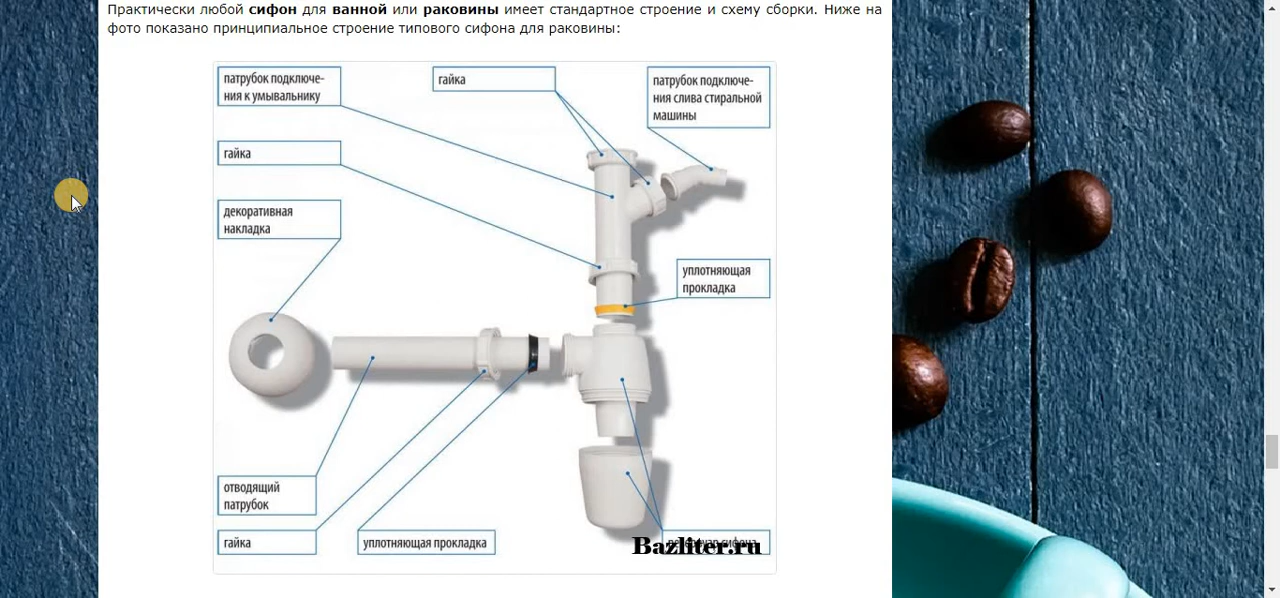 Практически любой сифон для ванной или раковины имеет стандартное строение и схему сборки. Ниже на
фото показано принципиальное строение типового сифона для раковины:
патрубок подключе-
ния к умывальнику
гайка
патрубок подключе-
ния слива стиральной
машины
гайка
декоративная
накладка
уплотняющая
прокладка
отводящий
патрубок
гайка
уплотняющая прокладка
сифона
Bazliter.ru